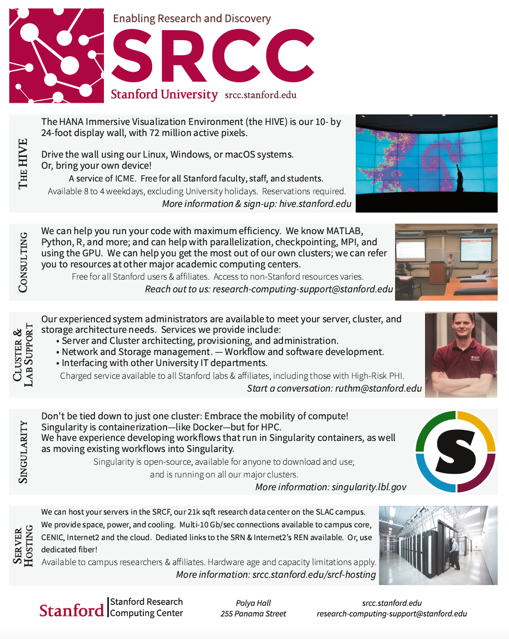 Enabling Research and Discovery
SRCC
Stanford University srcc.stanford.edu
THE HIVE
The HANA Immersive Visualization Environment (the HIVE) is our 10- by
24-foot display wall, with 72 million active pixels.
Drive the wall using our Linux, Windows, or macOS systems.
Or, bring your own device!
A service of ICME. Free for all Stanford faculty, staff, and students.
Available 8 to 4 weekdays, excluding University holidays. Reservations required.
More information & sign-up: hive.stanford.edu
CONSULTING
We can help you run your code with maximum efficiency. We know MATLAB,
Python, R, and more; and can help with parallelization, checkpointing, MPI, and
using the GPU. We can help you get the most of our own clusters; we can refer
you to resources at other major academic computing centers.
Free for all Stanford users & affiliates. Access to non-Stanford resources varies.
Reach out to us: research-computing-support@stanford.edu
CLUSTER &
LAB SUPPORT
Our experienced system administrators are available to meet your server, cluster, and
storage architecture needs. Services we provide include:
• Server and Cluster architecting, provisioning, and administration.
• Network and Storage management. — Workflow and software development.
• Interfacing with other University IT departments.
Charged service available to all Stanford labs & affiliates, including those with High-Risk PHI.
Start a conversation: ruthm@stanford.edu
SINGULARITY
Don't be tied down to just one cluster: Embrace the mobility of compute!
Singularity is containerization—like Docker—but for HPC.
We have experience developing workflows that run in Singularity containers, as well
as moving existing workflows into Singularity.
Singularity is open-source, available for anyone to download and use;
and is running on all our major clusters.
More information: singularity.lbl.gov
S
SERVER
HOSTING
We can host your servers in the SRCF, our 21k sqft research data center on the SLAC campus.
We provide space, power, and cooling. Multi-10 Gb/sec connections available to campus core,
CENIC, Internet2 and the cloud. Dediated links to the SRN & Internet2's REN available. Or, use
dedicated fiber!
Available to campus researchers & affiliates. Hardware age and capacity limitations apply.
More information: srcc.stanford.edu/srcf-hosting
Stanford | Stanford Research
Computing Center
Polya Hall
255 Panama Street
srcc.stanford.edu
research-computing-support@stanford.edu